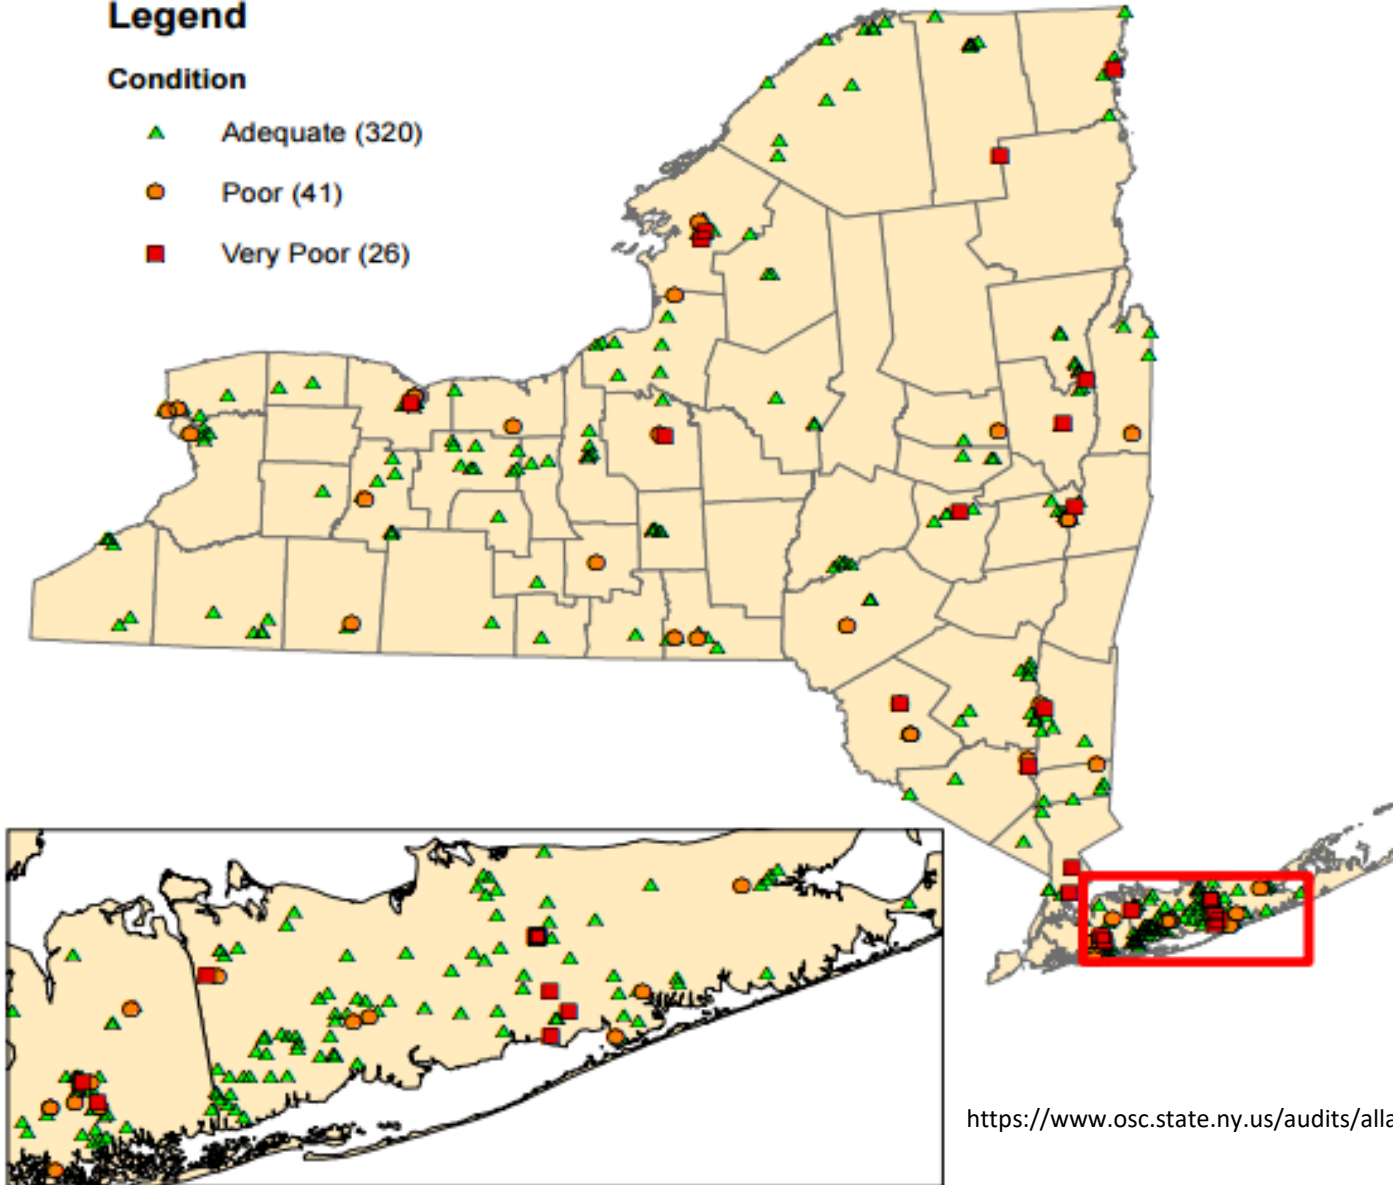 Legend
Condition
Adequate (320)
Poor (41)
Very Poor (26)
https://www.osc.state.ny.us/audits/alla